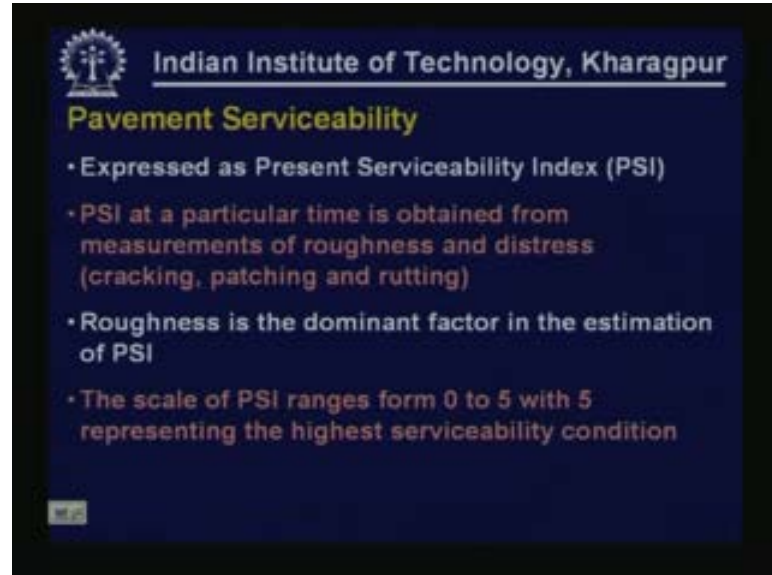 Indian Institute of Technology, Kharagpur
Pavement Serviceability
• Expressed as Present Serviceability Index (PSI)
• PSI at a particular time is obtained from
measurements of roughness and distress
(cracking, patching and rutting)
• Roughness is the dominant factor in the estimation
of PSI
• The scale of PSI ranges form 0 to 5 with 5
representing the highest serviceability condition